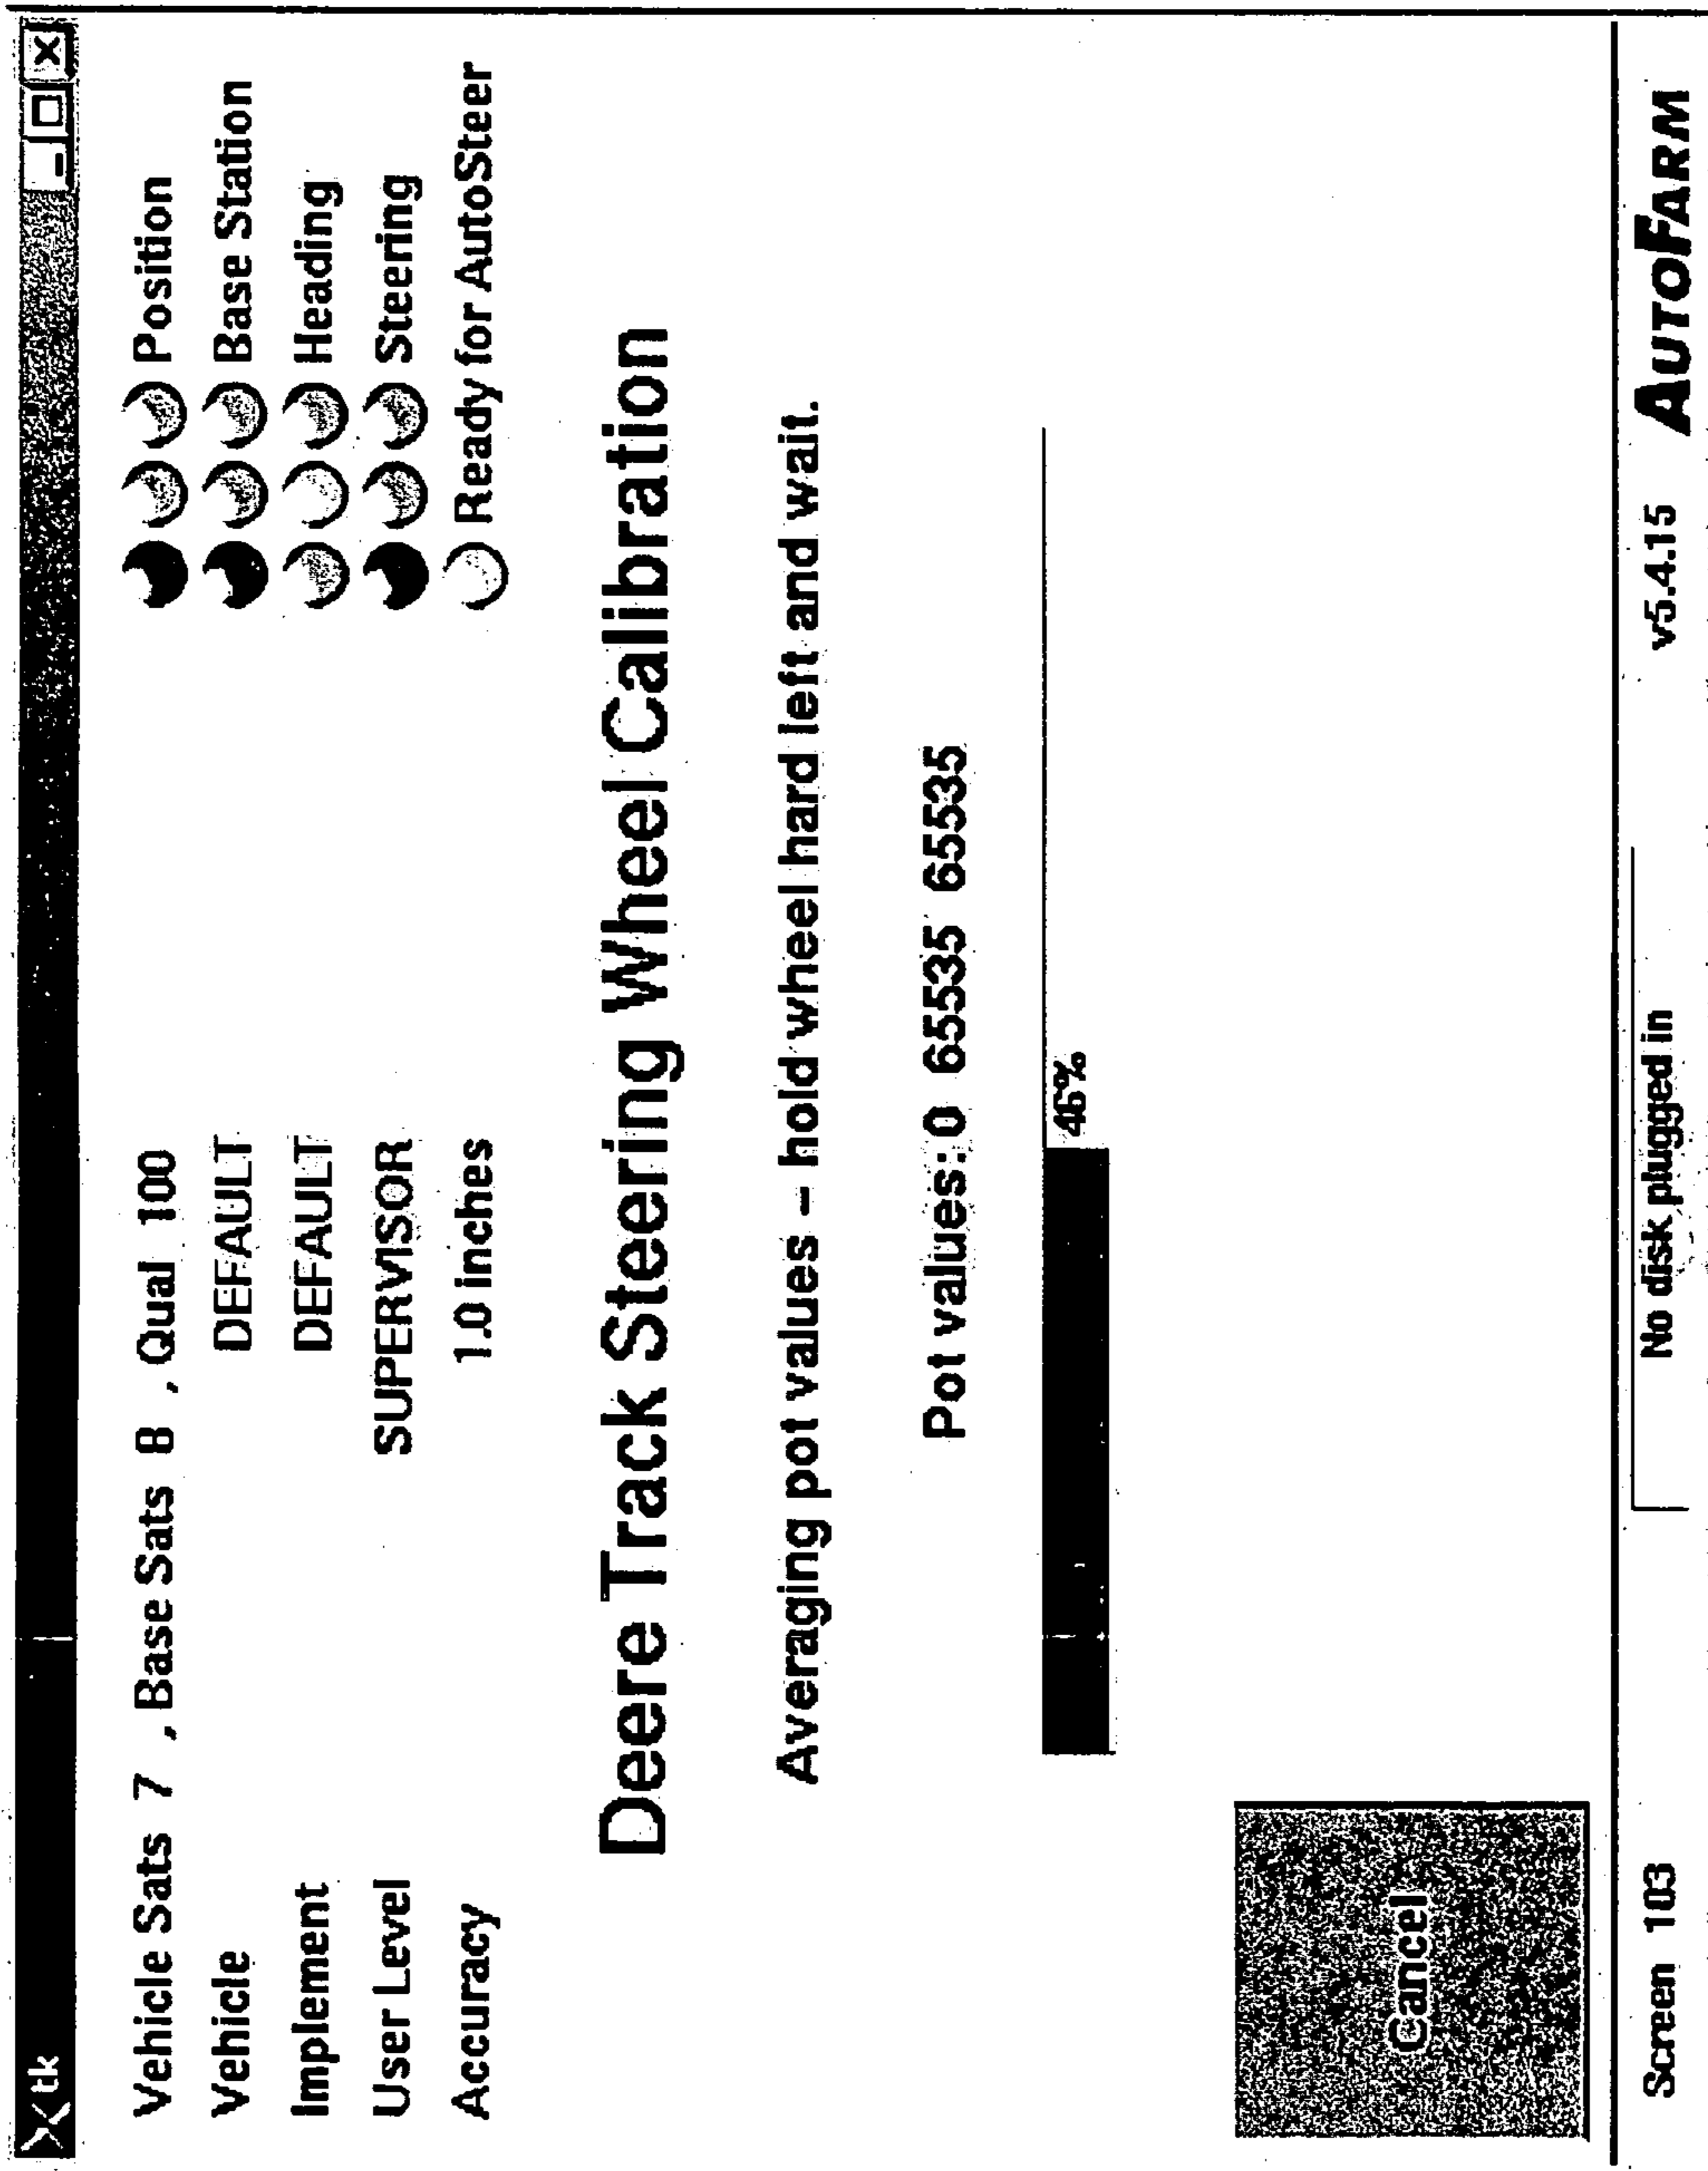 tk
Vehicle Sats 7 , Base Sats 8 , Qual 100
Position
Vehicle DEFAULT
Base Station
Implement DEFAULT
Heading
User Level SUPERVISOR
Steering
Accuracy 1.0 inches
Ready for AutoSteer
Deere Track Steering Wheel Calibration
Averaging pot values – hold wheel hard left and wait.
Pot values: 0 65535 65535
46%
Cancel
Screen 103
No disk plugged in
v5.4.15
AUTOFARM